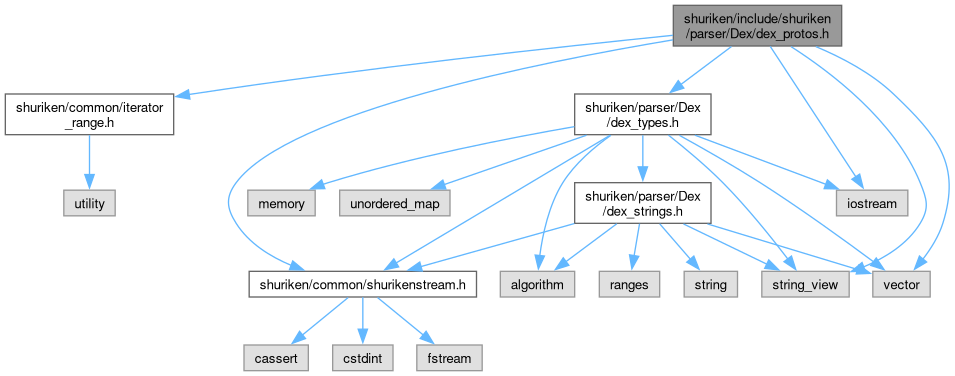 shuriken/include/shuriken
/parser/Dex/dex_protos.h
shuriken/common/iterator
_range.h
shuriken/parser/Dex
/dex_types.h
utility
memory
unordered_map
shuriken/parser/Dex
/dex_strings.h
iostream
shuriken/common/shurikenstream.h
algorithm
ranges
string
string_view
vector
cassert
cstdint
fstream